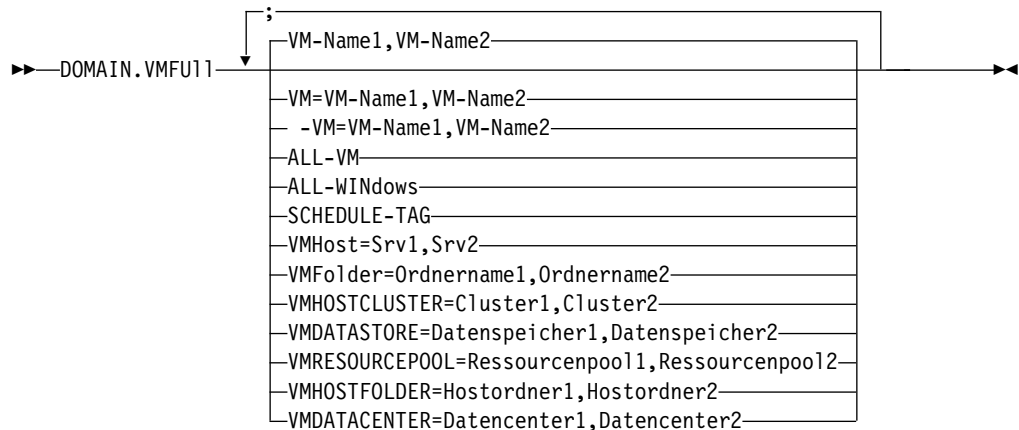 ;
VM-Name1,VM-Name2
DOMAIN.VMFUll
VM=VM-Name1,VM-Name2
-VM=VM-Name1,VM-Name2
ALL-VM
ALL-WINdows
SCHEDULE-TAG
VMHost=Srv1,Srv2
VMFolder=Ordnername1,Ordnername2
VMHOSTCLUSTER=Cluster1,Cluster2
VMDATASTORE=Datenspeicher1,Datenspeicher2
VMRESOURCEPOOL=Ressourcenpool1,Ressourcenpool2
VMHOSTFOLDER=Hostordner1,Hostordner2
VMDATACENTER=Datencenter1,Datencenter2